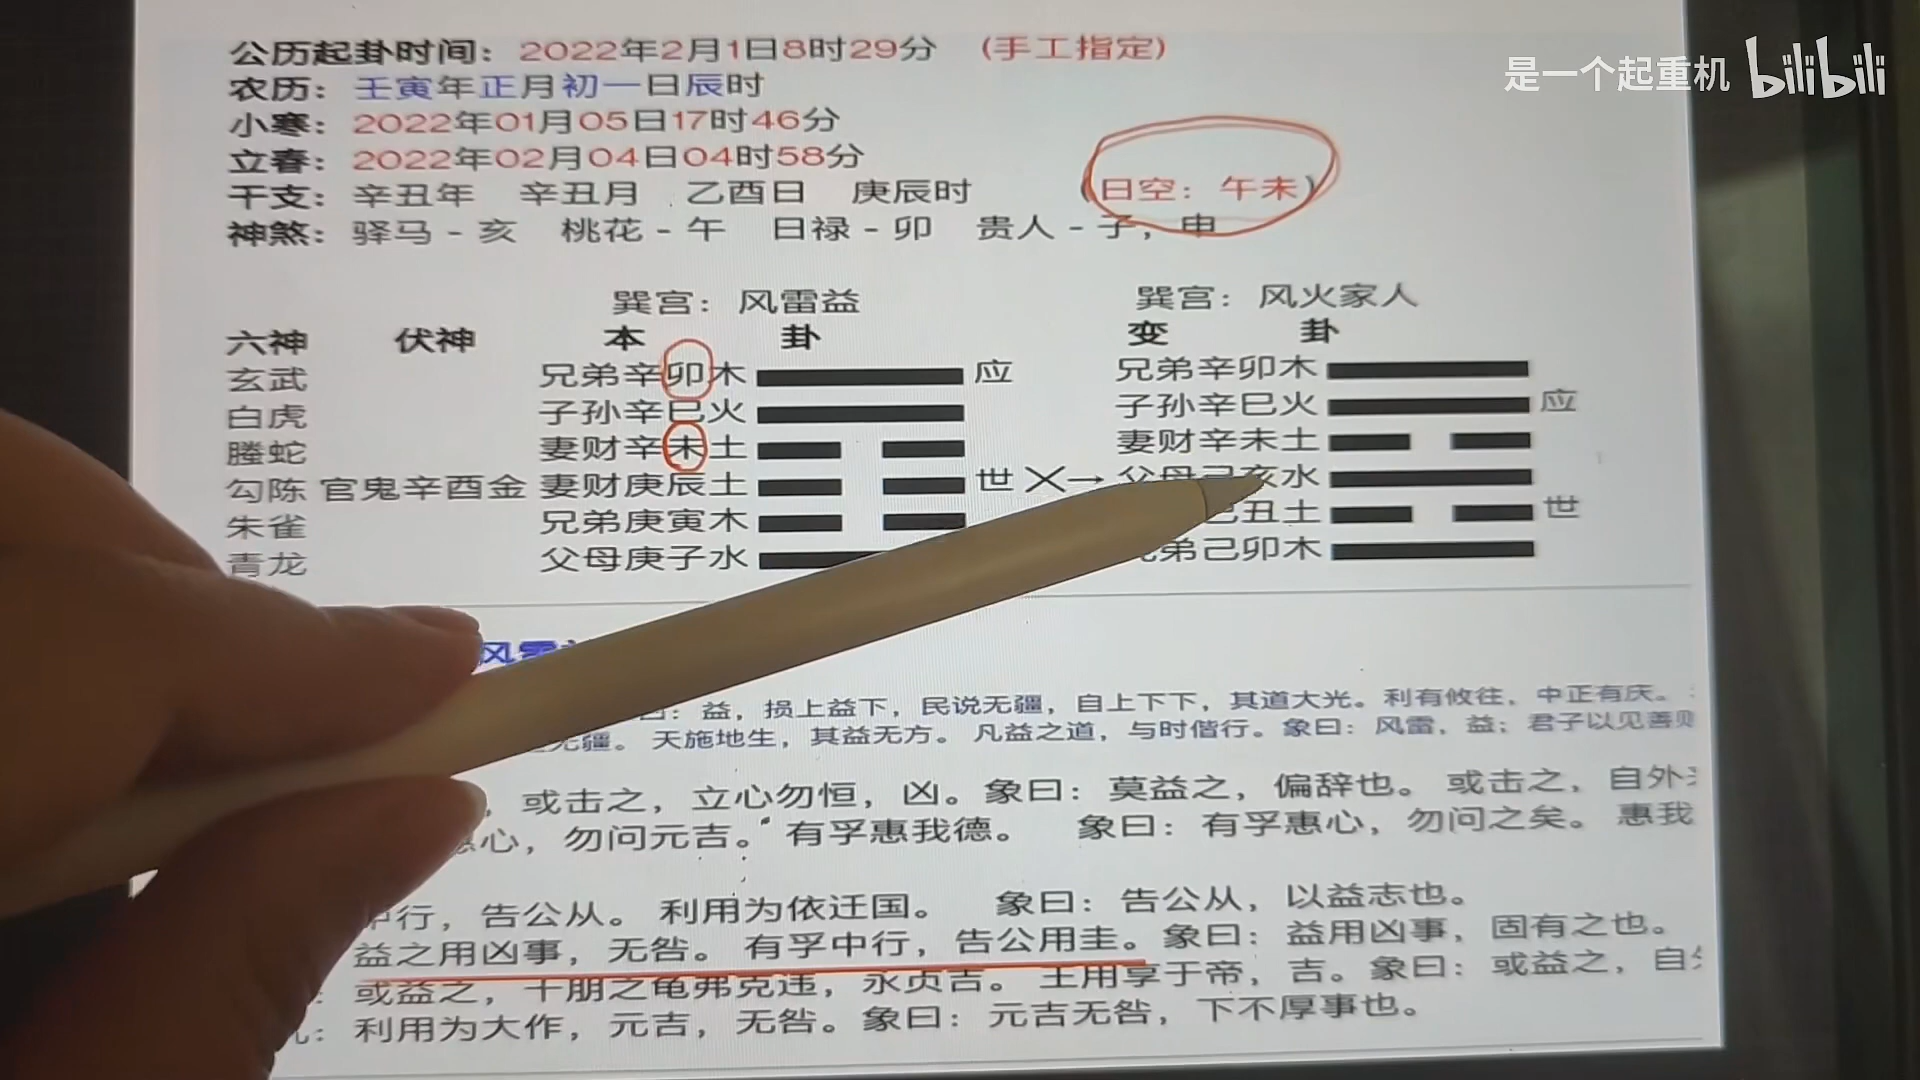 是一个起重机 bilibili
公历起卦时间：2022年2月1日8时29分 （手工指定）
农历：壬寅年正月初一日辰时
小寒：2022年01月05日17时46分
立春：2022年02月04日04时58分
干支：辛丑年 辛丑月 乙酉日 庚辰时 （日空：午未）
神煞：驿马－亥 桃花－午 日禄－卯 贵人－子，申
巽宫：风雷益 巽宫：风火家人
六神 伏神 本 卦 变 卦
玄武 兄弟辛卯木 应 兄弟辛卯木
白虎 子孙辛巳火 子孙辛巳火 应
螣蛇 妻财辛未土 妻财辛未土
勾陈 官鬼辛酉金 妻财庚辰土 世 ╳→ 父母己亥水
朱雀 兄弟庚寅木 丑土 世
青龙 父母庚子水 弟己卯木
风雷
：益，损上益下，民说无疆，自上下下，其道大光。利有攸往，中正有庆。
无疆。天施地生，其益无方。凡益之道，与时偕行。象曰：风雷，益；君子以见善则
，或击之，立心勿恒，凶。象曰：莫益之，偏辞也。或击之，自外
惠心，勿问元吉。有孚惠我德。 象曰：有孚惠心，勿问之矣。惠我
中行，告公从。利用为依迁国。 象曰：告公从，以益志也。
益之用凶事，无咎。有孚中行，告公用圭。象曰：益用凶事，固有之也。
或益之，十朋之龟弗克违，永贞吉。王用享于帝，吉。象曰：或益之，自
：利用为大作，元吉，无咎。象曰：元吉无咎，下不厚事也。